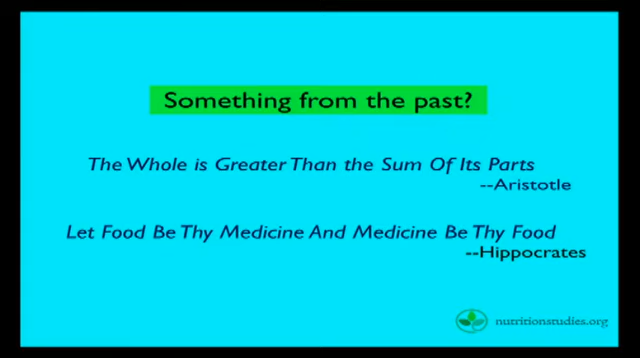 Something from the past?
The Whole is Greater Than the Sum Of Its Parts
--Aristotle
Let Food Be Thy Medicine And Medicine Be Thy Food
--Hippocrates
nutritionstudies.org